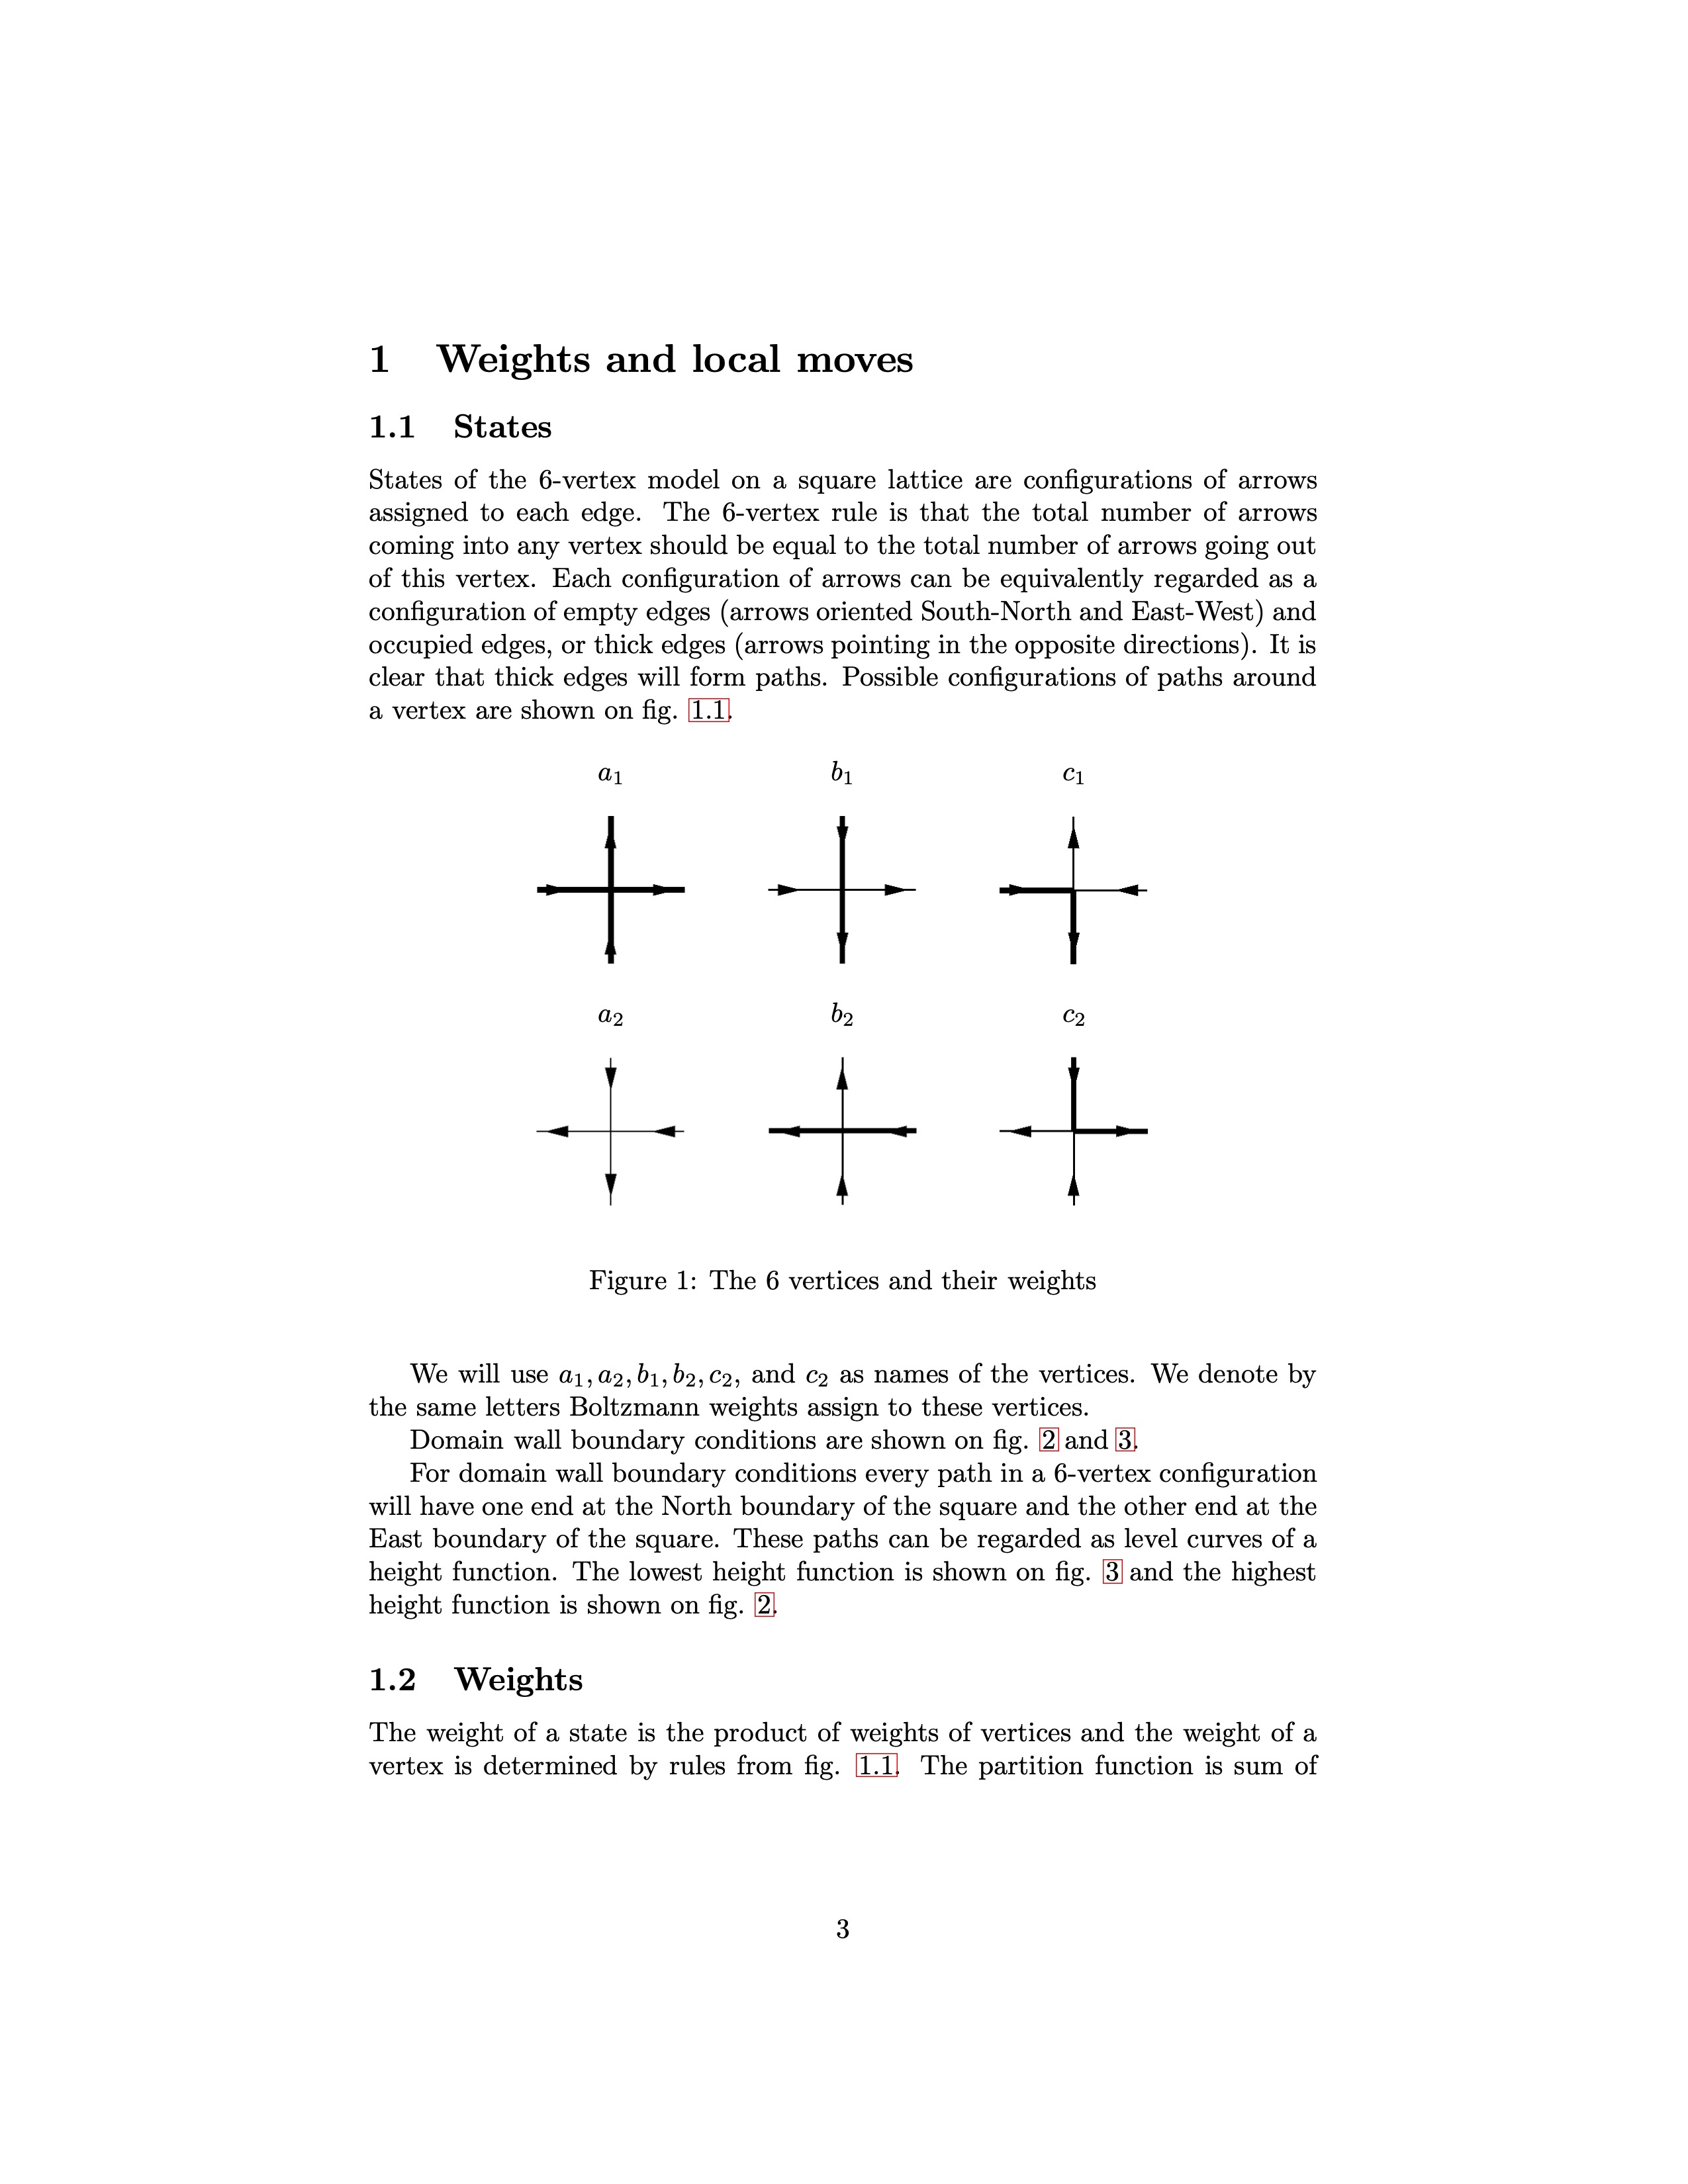 1 Weights and local moves
1.1 States
States of the 6-vertex model on a square lattice are configurations of arrows
assigned to each edge. The 6-vertex rule is that the total number of arrows
coming into any vertex should be equal to the total number of arrows going out
of this vertex. Each configuration of arrows can be equivalently regarded as a
configuration of empty edges (arrows oriented South-North and East-West) and
occupied edges, or thick edges (arrows pointing in the opposite directions). It is
clear that thick edges will form paths. Possible configurations of paths around
a vertex are shown on fig. 1.1.
a₁ b₁ c₁
a₂ b₂ c₂
Figure 1: The 6 vertices and their weights
We will use a₁, a₂, b₁, b₂, c₂, and c₂ as names of the vertices. We denote by
the same letters Boltzmann weights assign to these vertices.
Domain wall boundary conditions are shown on fig. 2 and 3.
For domain wall boundary conditions every path in a 6-vertex configuration
will have one end at the North boundary of the square and the other end at the
East boundary of the square. These paths can be regarded as level curves of a
height function. The lowest height function is shown on fig. 3 and the highest
height function is shown on fig. 2.
1.2 Weights
The weight of a state is the product of weights of vertices and the weight of a
vertex is determined by rules from fig. 1.1. The partition function is sum of
3